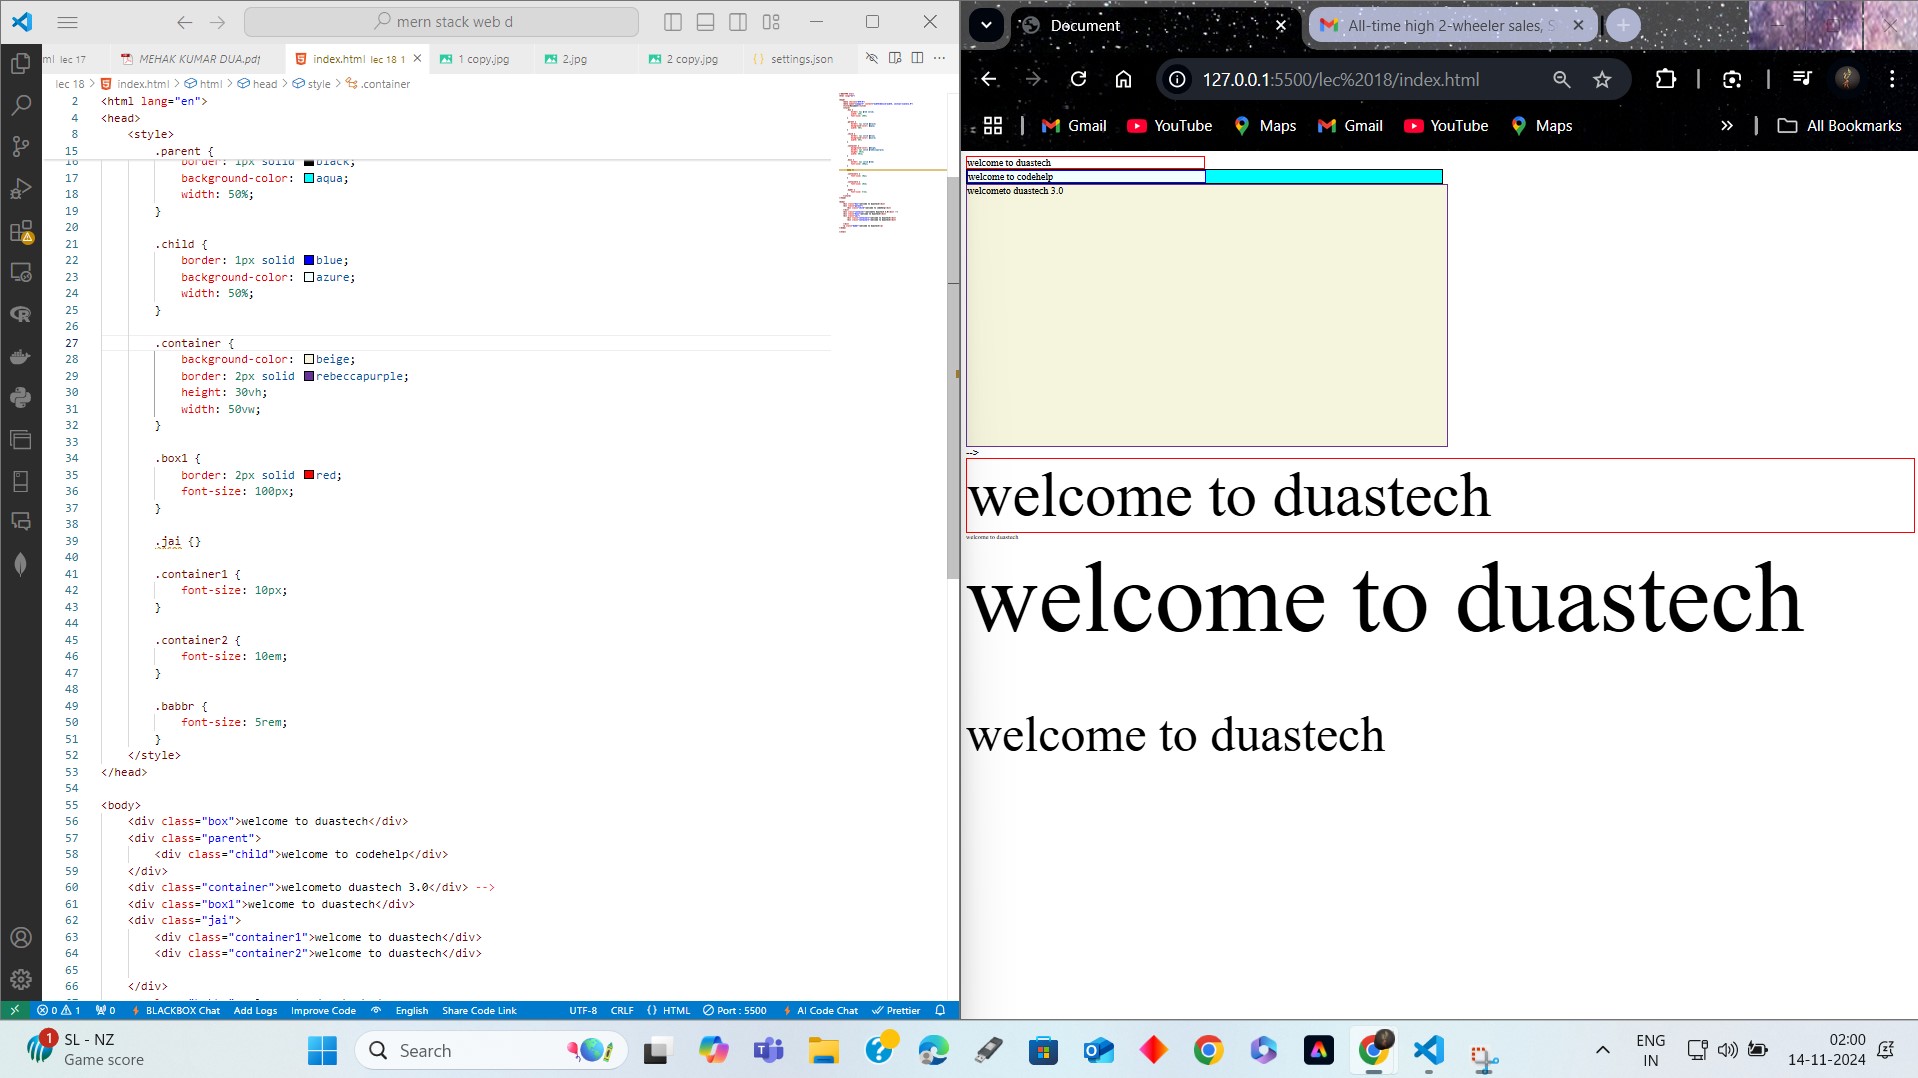 mern stack web d
ml lec 17
MEHAK KUMAR DUA.pdf
index.html lec 18 1
1 copy.jpg
2.jpg
2 copy.jpg
settings.json
lec 18 > index.html > html > head > style > .container
2 <html lang="en">
4 <head>
8 <style>
15 .parent {
16 border: 1px solid black;
17 background-color: aqua;
18 width: 50%;
19 }
20
21 .child {
22 border: 1px solid blue;
23 background-color: azure;
24 width: 50%;
25 }
26
27 .container {
28 background-color: beige;
29 border: 2px solid rebeccapurple;
30 height: 30vh;
31 width: 50vw;
32 }
33
34 .box1 {
35 border: 2px solid red;
36 font-size: 100px;
37 }
38
39 .jai {}
40
41 .container1 {
42 font-size: 10px;
43 }
44
45 .container2 {
46 font-size: 10em;
47 }
48
49 .babbr {
50 font-size: 5rem;
51 }
52 </style>
53 </head>
54
55 <body>
56 <div class="box">welcome to duastech</div>
57 <div class="parent">
58 <div class="child">welcome to codehelp</div>
59 </div>
60 <div class="container">welcometo duastech 3.0</div> -->
61 <div class="box1">welcome to duastech</div>
62 <div class="jai">
63 <div class="container1">welcome to duastech</div>
64 <div class="container2">welcome to duastech</div>
65
66 </div>
0 1 0 BLACKBOX Chat Add Logs Improve Code English Share Code Link UTF-8 CRLF {} HTML Port : 5500 AI Code Chat Prettier
Document
All-time high 2-wheeler sales, S
127.0.0.1:5500/lec%2018/index.html
Gmail YouTube Maps Gmail YouTube Maps » All Bookmarks
welcome to duastech
welcome to codehelp
welcometo duastech 3.0
-->
welcome to duastech
welcome to duastech
welcome to duastech
welcome to duastech
1
SL - NZ
Game score
Search
ENG
IN
02:00
14-11-2024